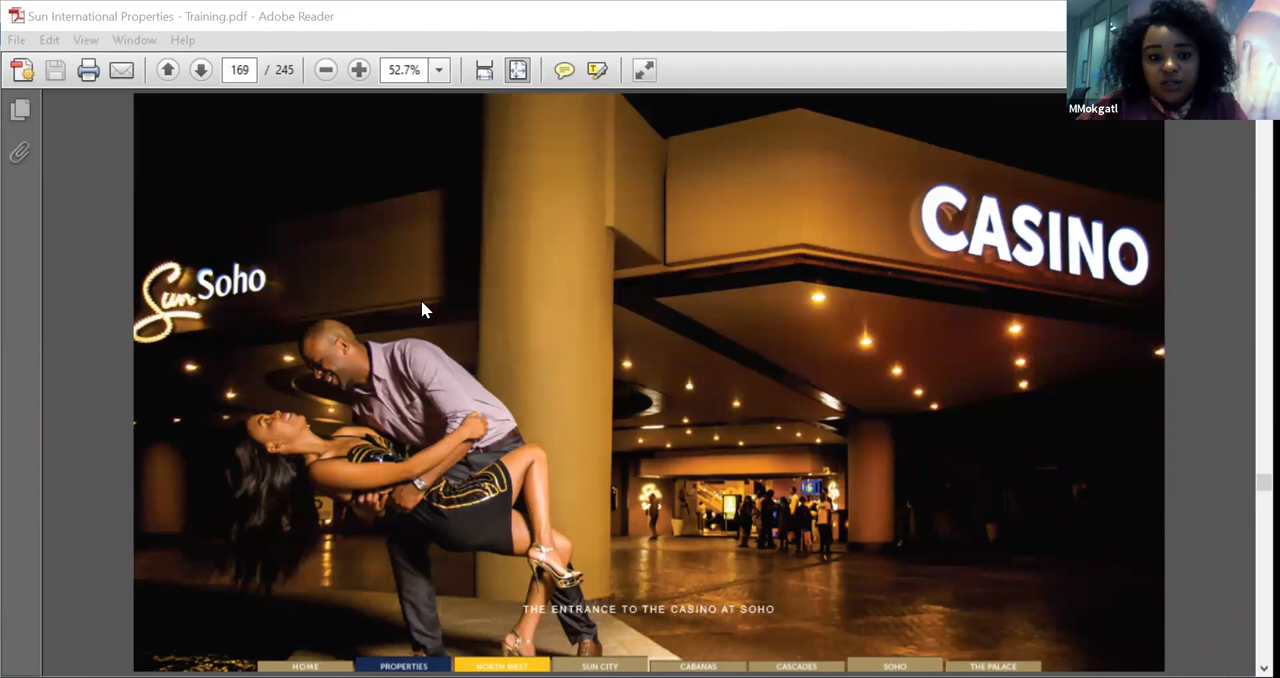 Sun International Properties - Training.pdf - Adobe Reader
File Edit View Window Help
169 / 245 52.7%
MMokgatl
CASINO
Sun Soho
THE ENTRANCE TO THE CASINO AT SOHO
HOME PROPERTIES NORTH WEST SUN CITY CABANAS CASCADES SOHO THE PALACE